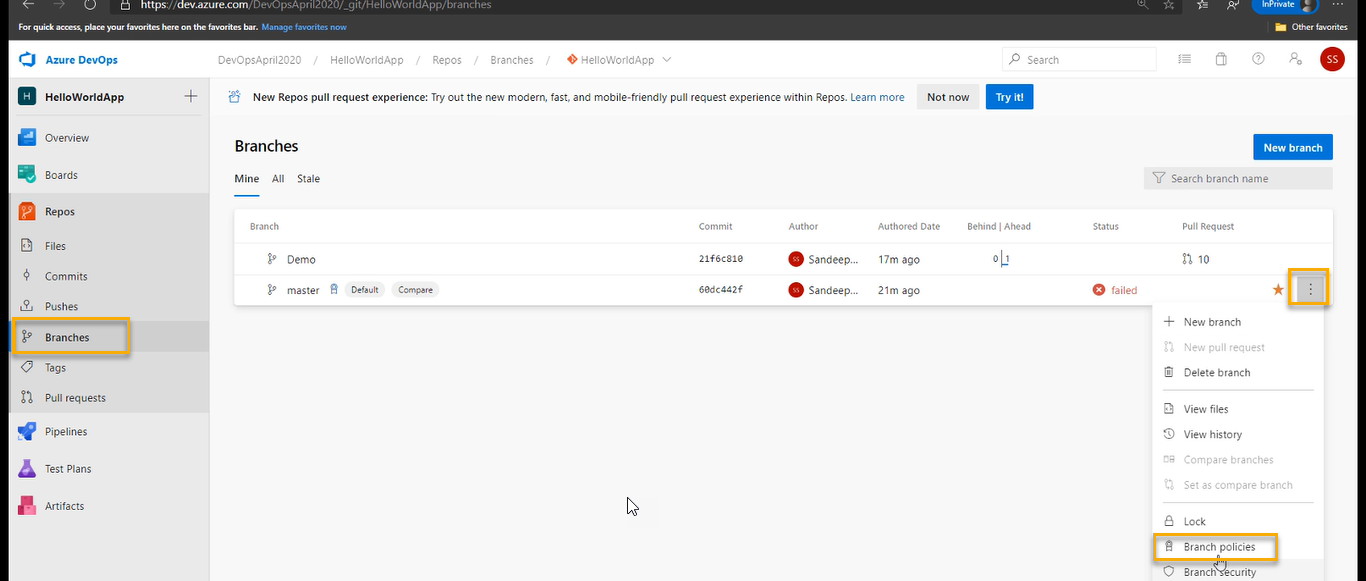 https://dev.azure.com/DevOpsApril2020/_git/HelloWorldApp/branches
InPrivate
For quick access, place your favorites here on the favorites bar. Manage favorites now
Other favorites
Azure DevOps
DevOpsApril2020 / HelloWorldApp / Repos / Branches / HelloWorldApp
Search
SS
H HelloWorldApp
New Repos pull request experience: Try out the new modern, fast, and mobile-friendly pull request experience within Repos. Learn more
Not now
Try it!
Overview
Boards
Repos
Files
Commits
Pushes
Branches
Tags
Pull requests
Pipelines
Test Plans
Artifacts
Branches
New branch
Mine All Stale
Search branch name
Branch Commit Author Authored Date Behind | Ahead Status Pull Request
Demo 21f6c810 SS Sandeep... 17m ago 0 | 1 10
master Default Compare 60dc442f SS Sandeep... 21m ago failed
New branch
New pull request
Delete branch
View files
View history
Compare branches
Set as compare branch
Lock
Branch policies
Branch security